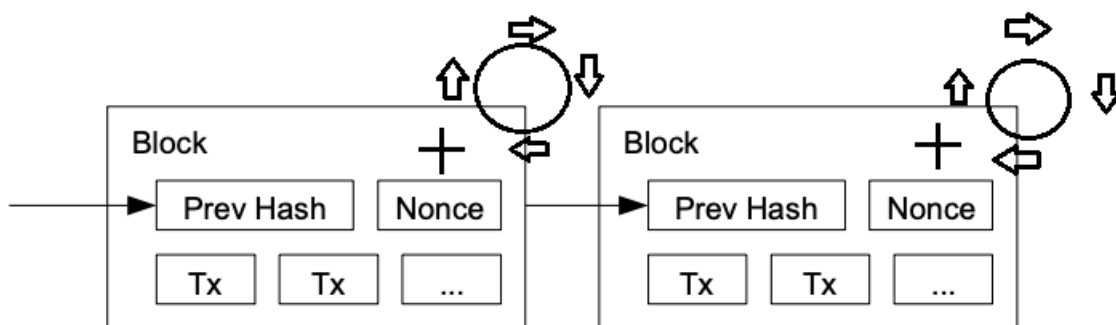 Block
Prev Hash Nonce
Tx Tx ...
Block
Prev Hash Nonce
Tx Tx ...